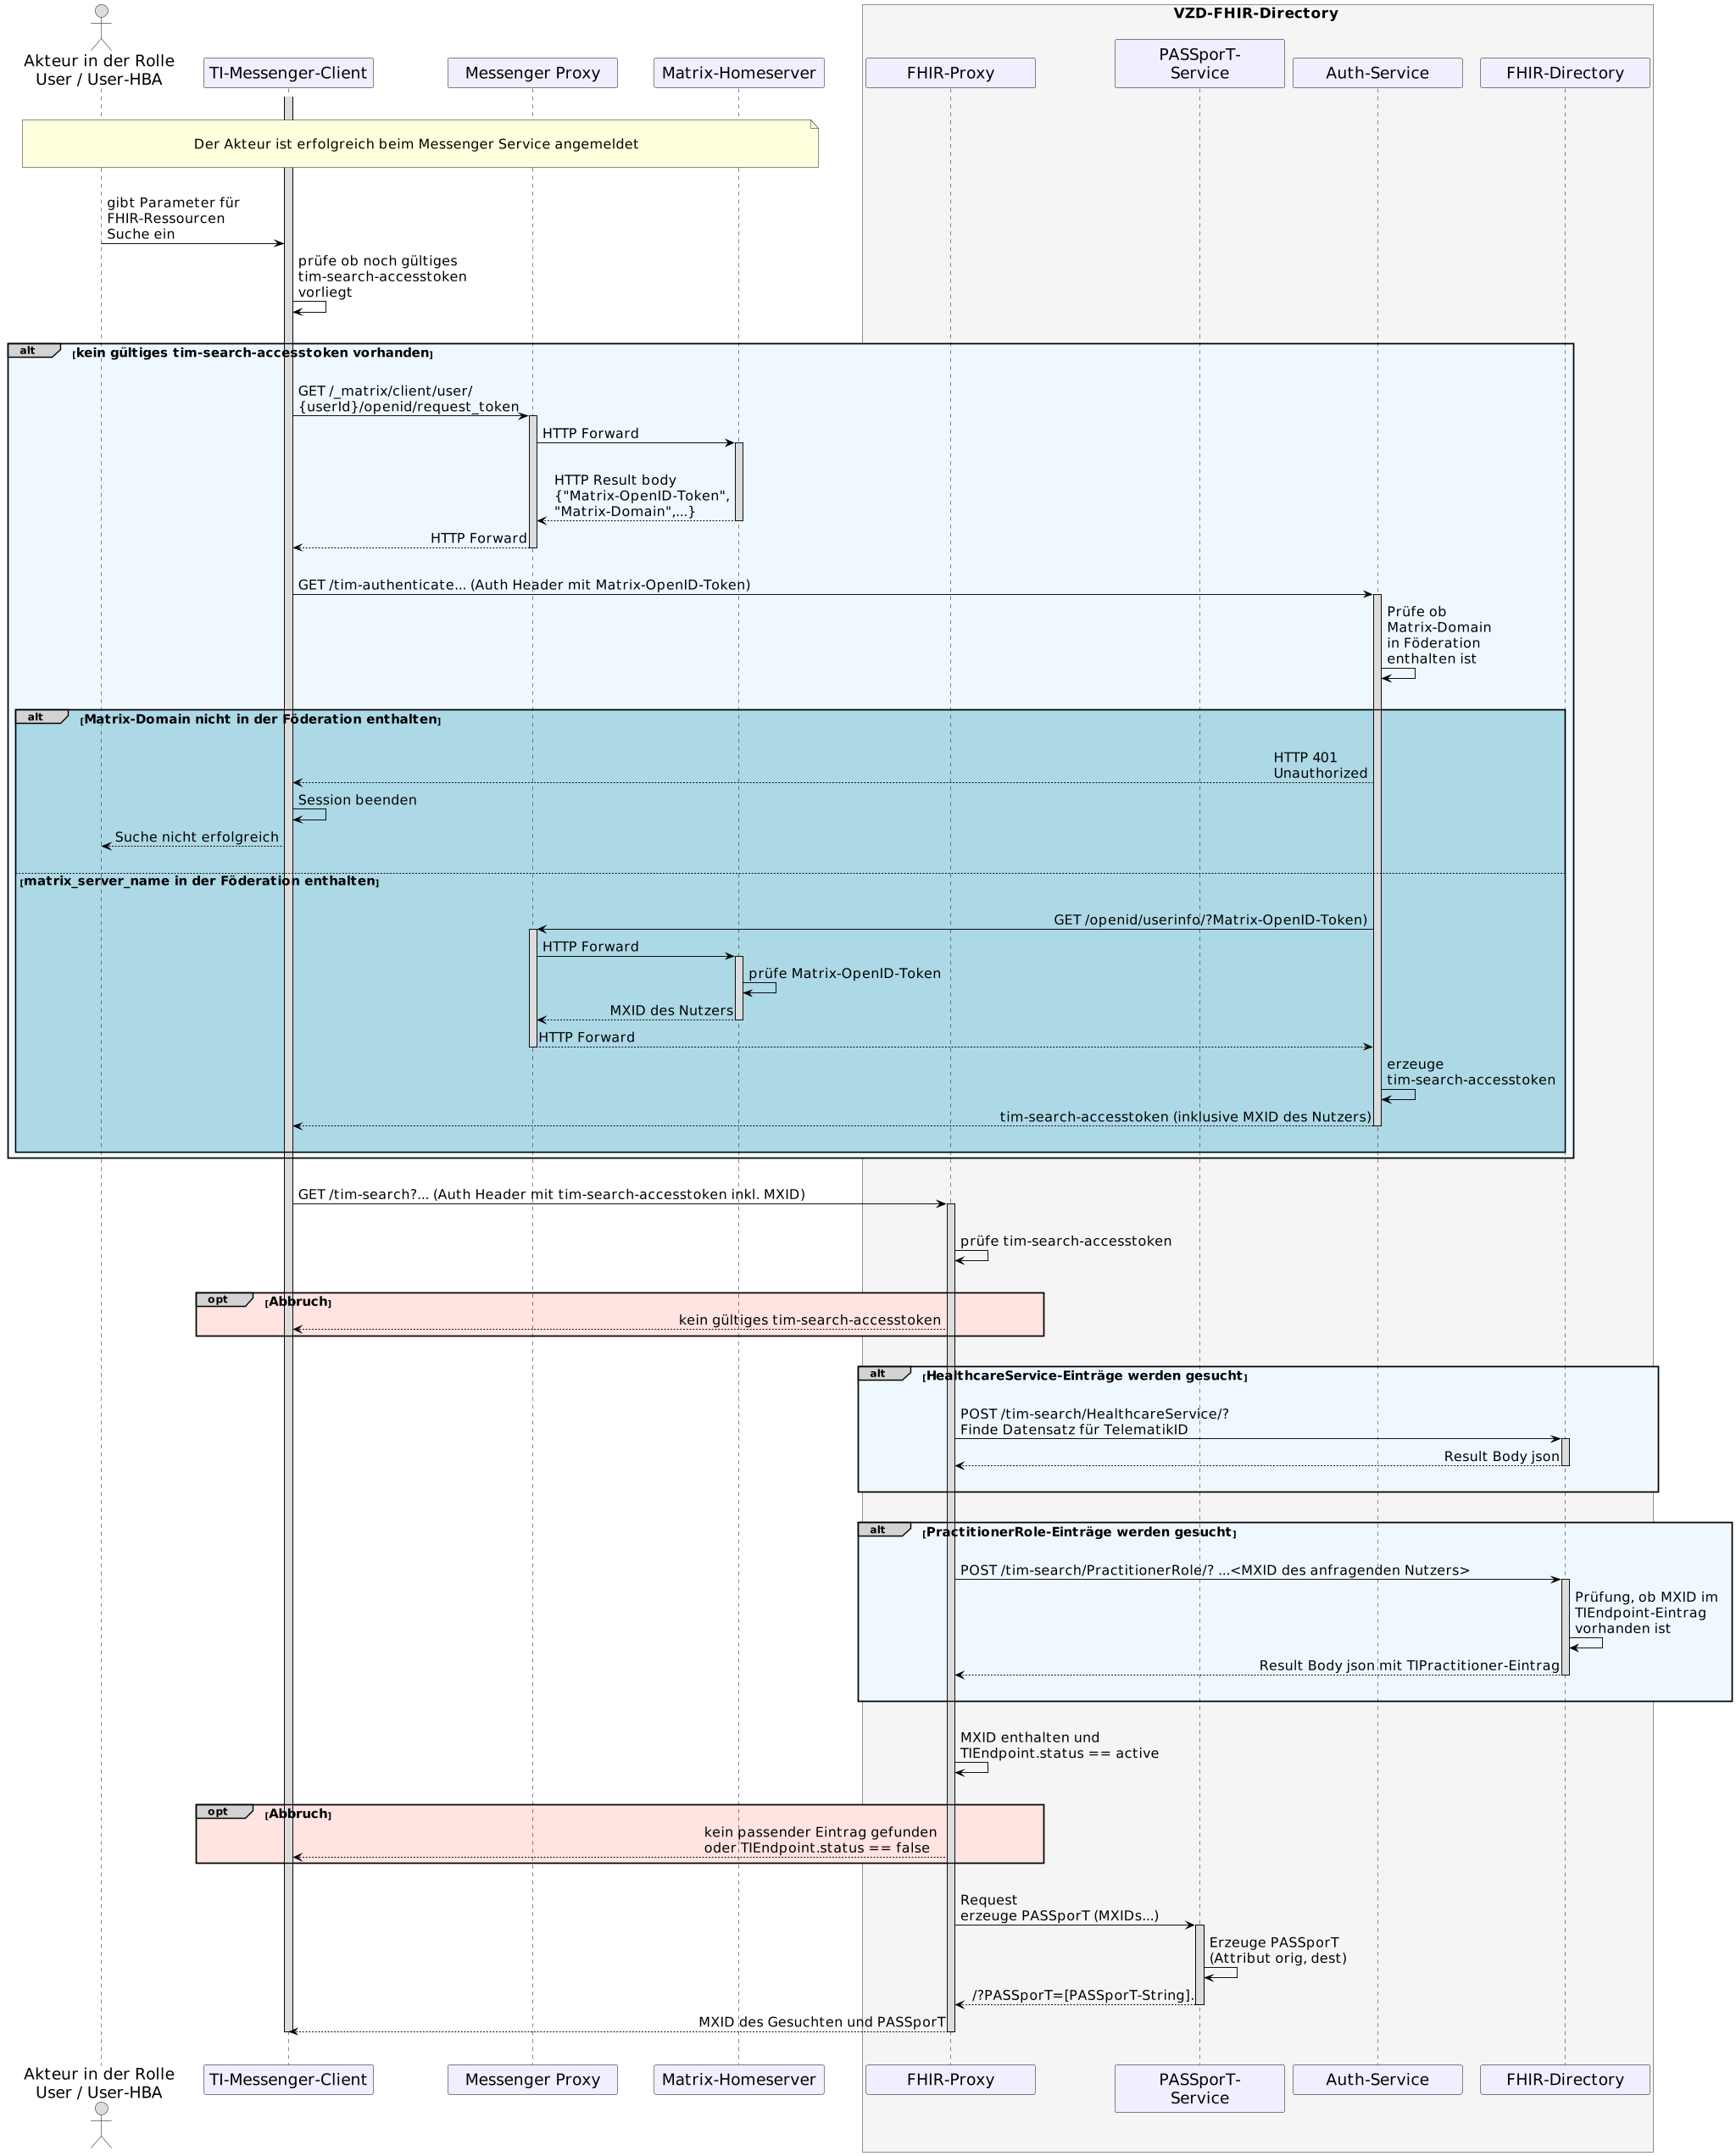 VZD-FHIR-Directory
Akteur in der Rolle
User / User-HBA
TI-Messenger-Client
Messenger Proxy
Matrix-Homeserver
FHIR-Proxy
PASSporT-
Service
Auth-Service
FHIR-Directory
Der Akteur ist erfolgreich beim Messenger Service angemeldet
gibt Parameter für
FHIR-Ressourcen
Suche ein
prüfe ob noch gültiges
tim-search-accesstoken
vorliegt
alt [kein gültiges tim-search-accesstoken vorhanden]
GET /_matrix/client/user/
{userId}/openid/request_token
HTTP Forward
HTTP Result body
{"Matrix-OpenID-Token",
"Matrix-Domain",...}
HTTP Forward
GET /tim-authenticate... (Auth Header mit Matrix-OpenID-Token)
Prüfe ob
Matrix-Domain
in Föderation
enthalten ist
alt [Matrix-Domain nicht in der Föderation enthalten]
HTTP 401
Unauthorized
Session beenden
Suche nicht erfolgreich
[matrix_server_name in der Föderation enthalten]
GET /openid/userinfo/?Matrix-OpenID-Token)
HTTP Forward
prüfe Matrix-OpenID-Token
MXID des Nutzers
HTTP Forward
erzeuge
tim-search-accesstoken
tim-search-accesstoken (inklusive MXID des Nutzers)
GET /tim-search?... (Auth Header mit tim-search-accesstoken inkl. MXID)
prüfe tim-search-accesstoken
opt [Abbruch]
kein gültiges tim-search-accesstoken
alt [HealthcareService-Einträge werden gesucht]
POST /tim-search/HealthcareService/?
Finde Datensatz für TelematikID
Result Body json
alt [PractitionerRole-Einträge werden gesucht]
POST /tim-search/PractitionerRole/? ...<MXID des anfragenden Nutzers>
Prüfung, ob MXID im
TIEndpoint-Eintrag
vorhanden ist
Result Body json mit TIPractitioner-Eintrag
MXID enthalten und
TIEndpoint.status == active
opt [Abbruch]
kein passender Eintrag gefunden
oder TIEndpoint.status == false
Request
erzeuge PASSporT (MXIDs...)
Erzeuge PASSporT
(Attribut orig, dest)
/?PASSporT=[PASSporT-String].
MXID des Gesuchten und PASSporT
Akteur in der Rolle
User / User-HBA
TI-Messenger-Client
Messenger Proxy
Matrix-Homeserver
FHIR-Proxy
PASSporT-
Service
Auth-Service
FHIR-Directory